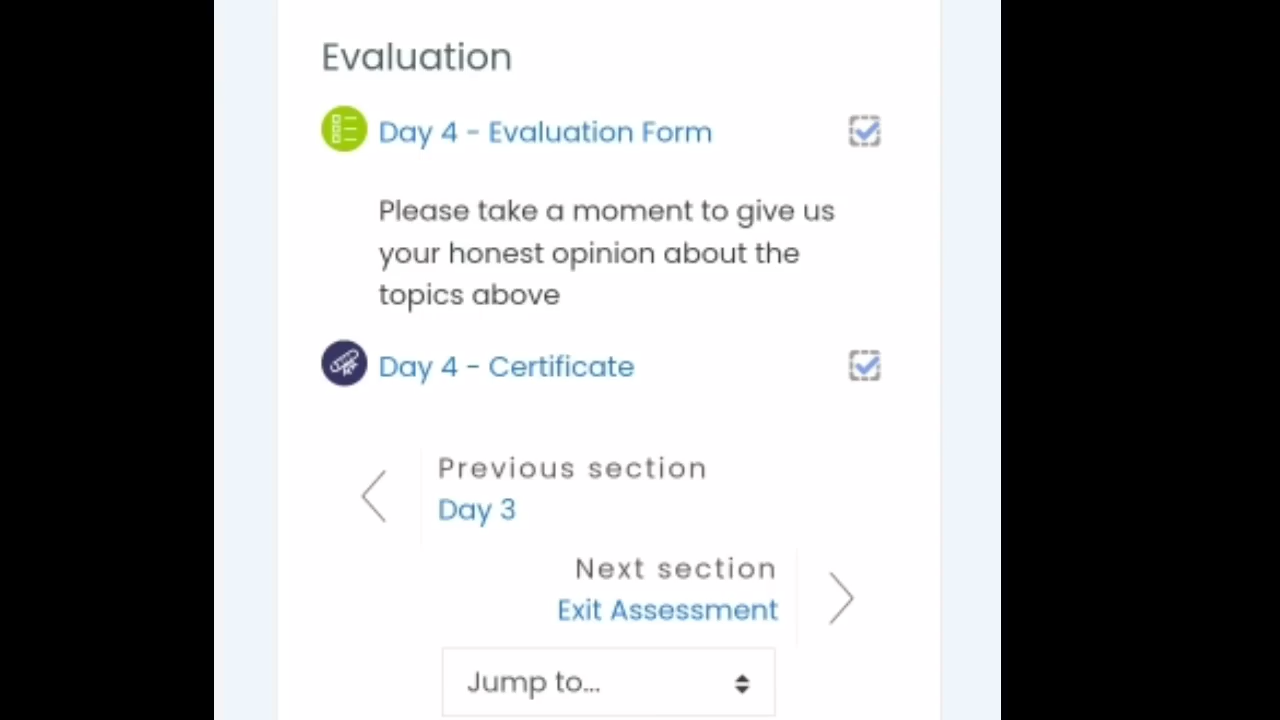 Evaluation
Day 4 - Evaluation Form
Please take a moment to give us
your honest opinion about the
topics above
Day 4 - Certificate
Previous section
Day 3
Next section
Exit Assessment
Jump to...